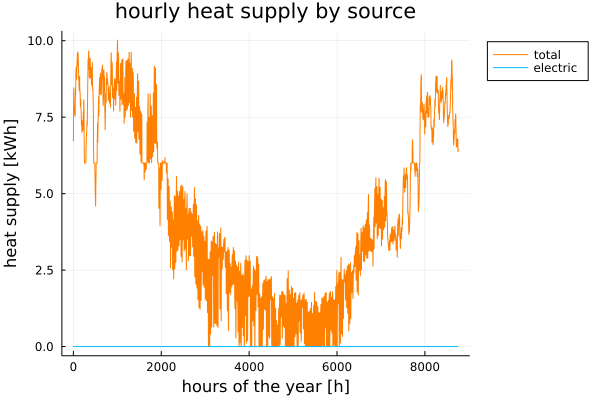 hourly heat supply by source
total
electric
heat supply [kWh]
10.0
7.5
5.0
2.5
0.0
0
2000
4000
6000
8000
hours of the year [h]